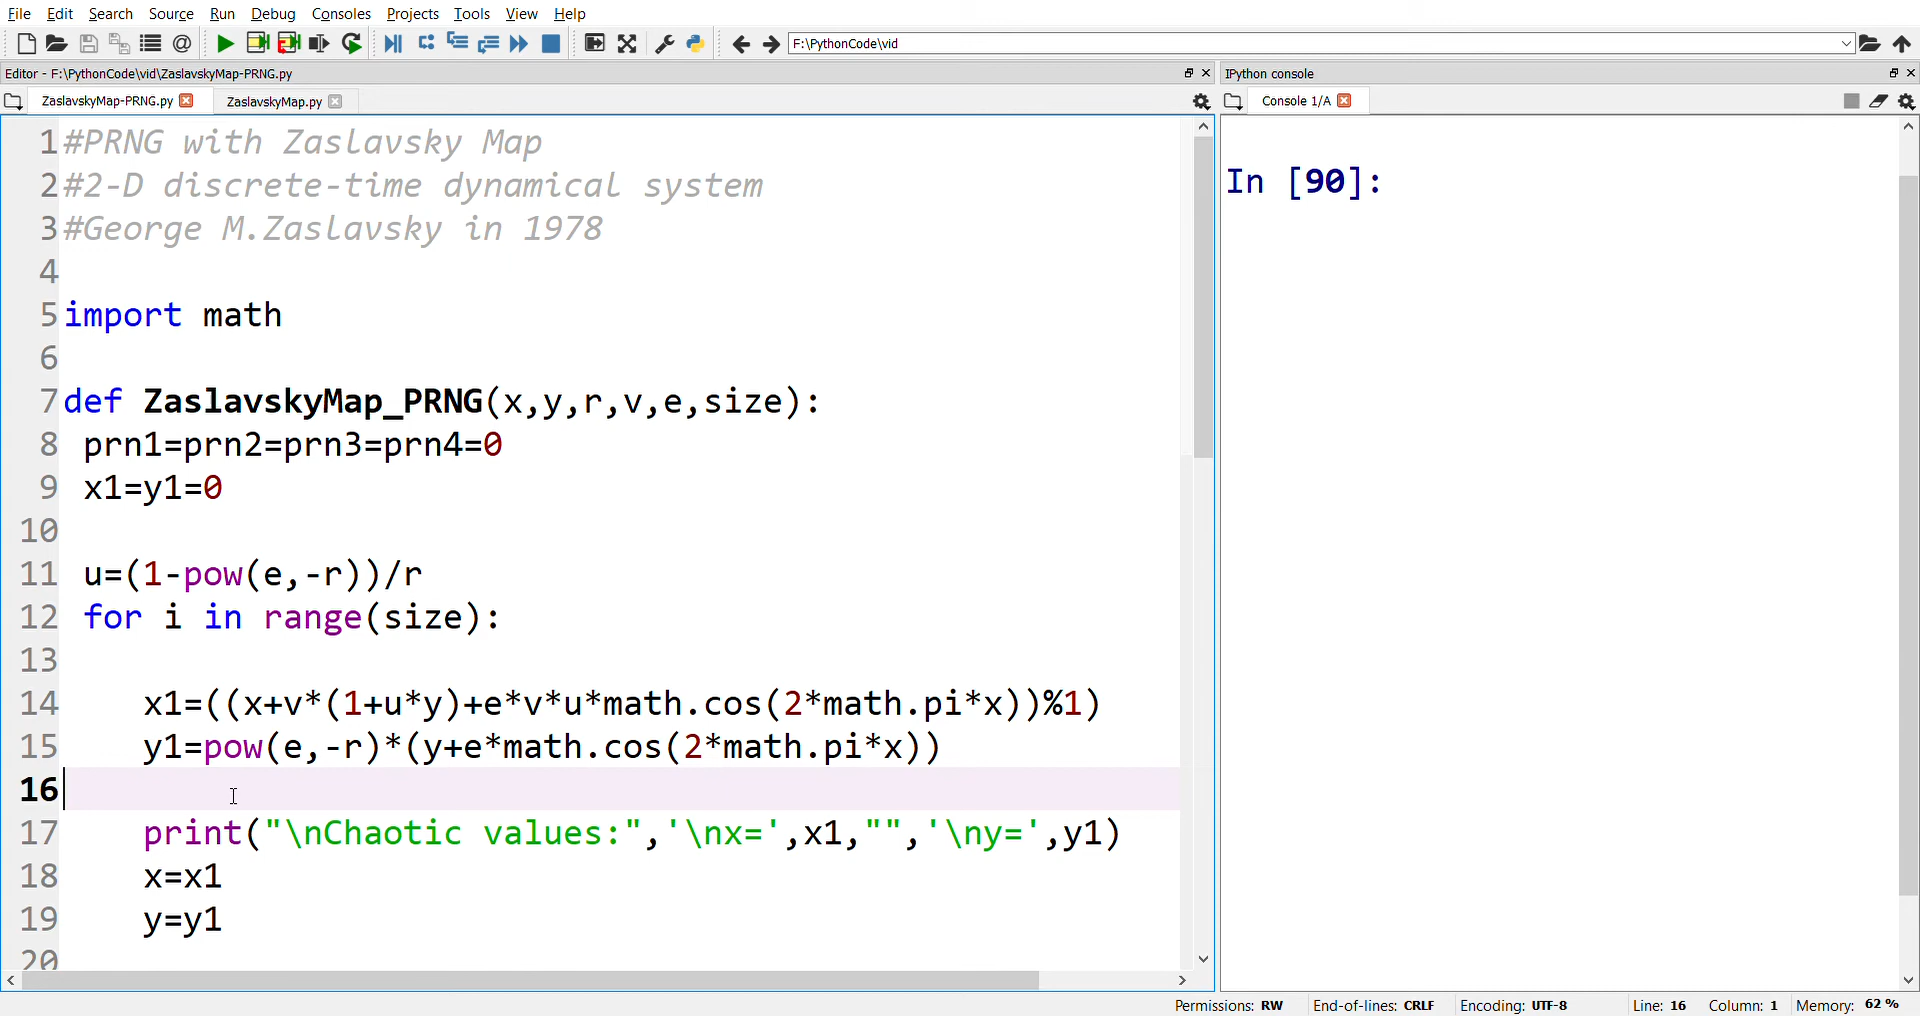 File Edit Search Source Run Debug Consoles Projects Tools View Help
F:\PythonCode\vid
Editor - F:\PythonCode\vid\ZaslavskyMap-PRNG.py
IPython console
ZaslavskyMap-PRNG.py ZaslavskyMap.py
Console 1/A
1 #PRNG with Zaslavsky Map
2 #2-D discrete-time dynamical system
3 #George M.Zaslavsky in 1978
4
5 import math
6
7 def ZaslavskyMap_PRNG(x,y,r,v,e,size):
8  prn1=prn2=prn3=prn4=0
9  x1=y1=0
10
11  u=(1-pow(e,-r))/r
12  for i in range(size):
13
14     x1=((x+v*(1+u*y)+e*v*u*math.cos(2*math.pi*x))%1)
15     y1=pow(e,-r)*(y+e*math.cos(2*math.pi*x))
16
17     print("\nChaotic values:",'\nx=',x1,"",'\ny=',y1)
18     x=x1
19     y=y1
20
In [90]:
Permissions: RW End-of-lines: CRLF Encoding: UTF-8 Line: 16 Column: 1 Memory: 62 %